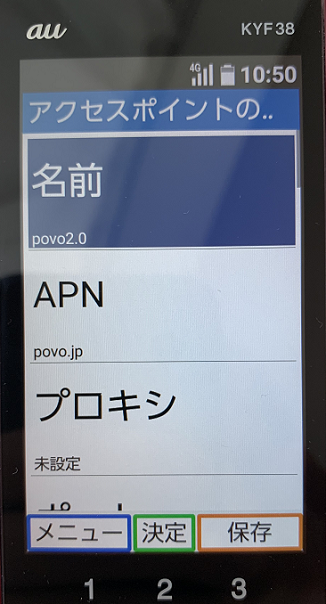 au KYF38
4G 10:50
アクセスポイントの..
名前
povo2.0
APN
povo.jp
プロキシ
未設定
メニュー 決定 保存
1 2 3